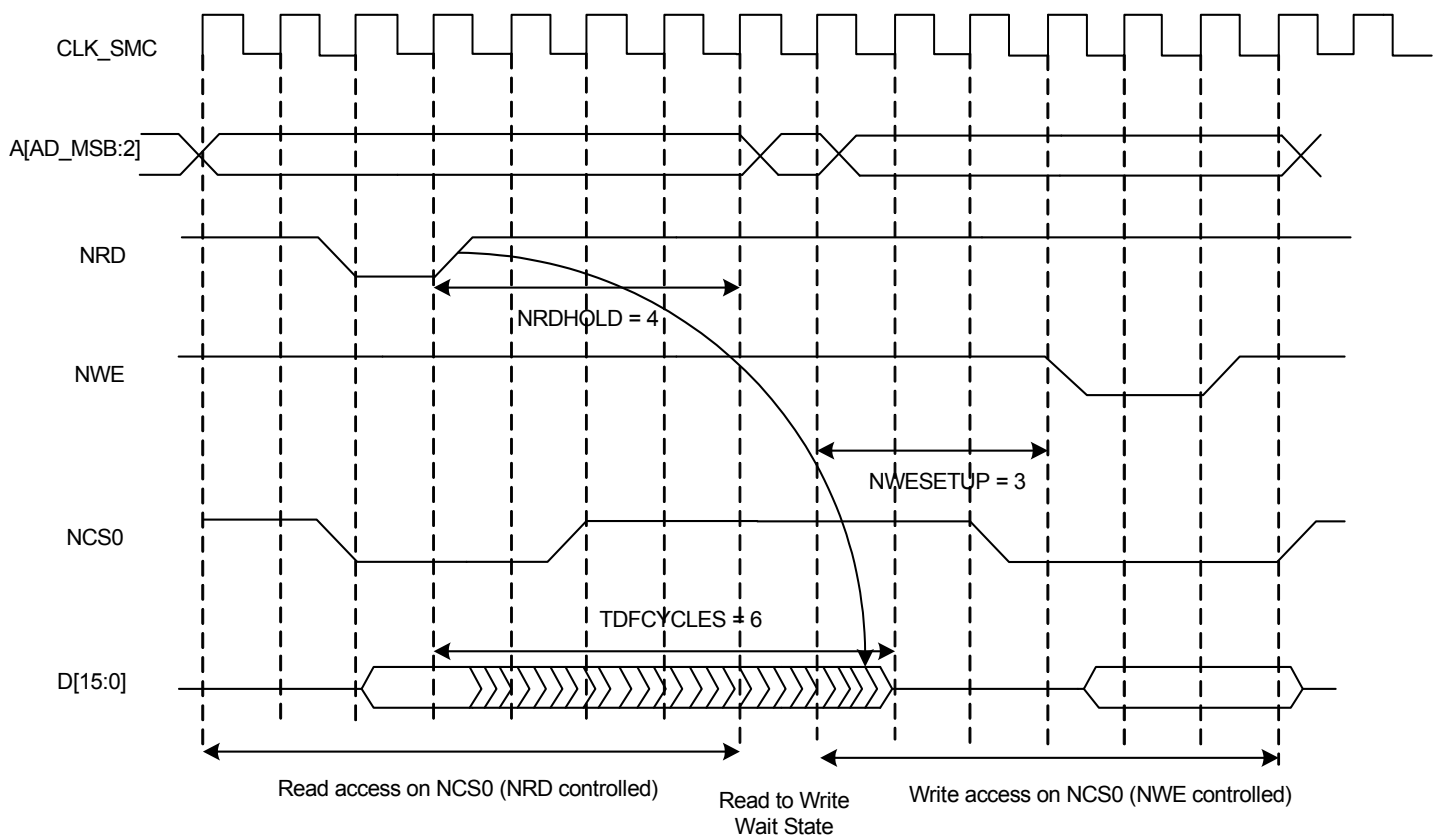 CLK_SMC
A[AD_MSB:2]
NRD
NRDHOLD = 4
NWE
NWESETUP = 3
NCS0
TDFCYCLES = 6
D[15:0]
Read access on NCS0 (NRD controlled)
Read to Write
Wait State
Write access on NCS0 (NWE controlled)